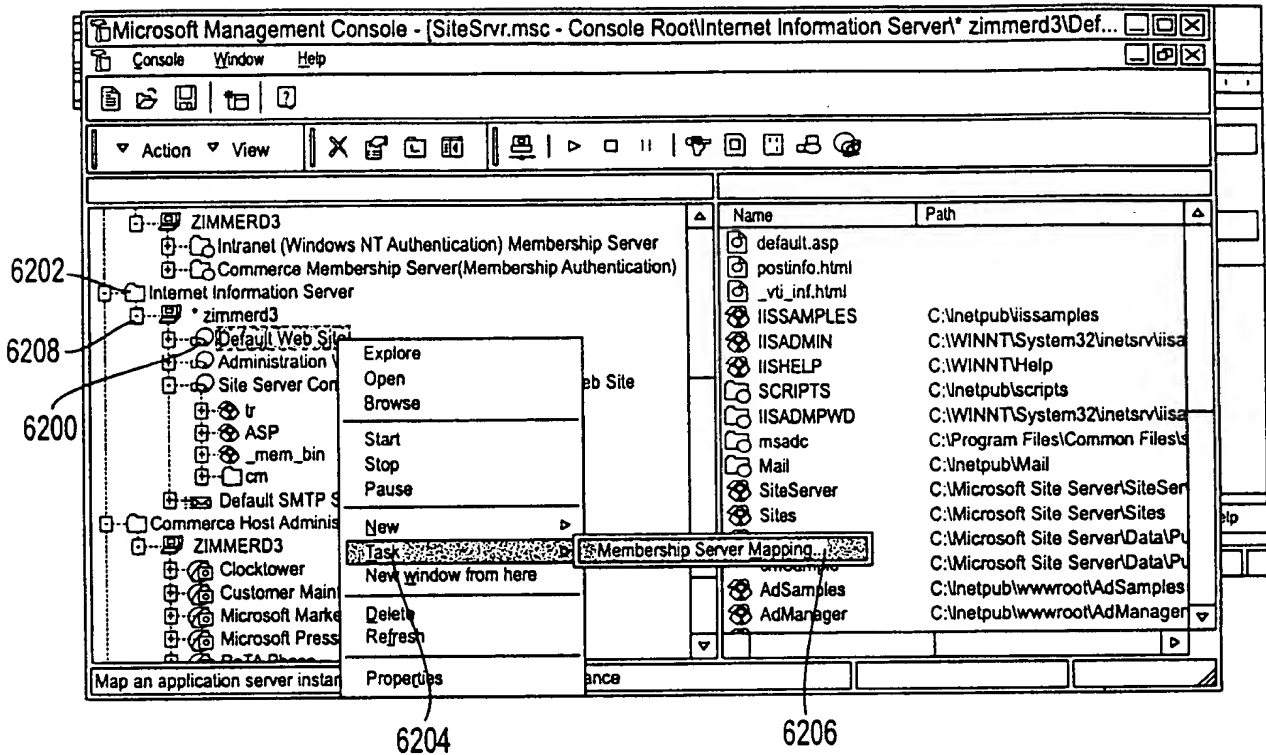 Microsoft Management Console - [SiteSrvr.msc - Console Root\Internet Information Server\* zimmerd3\Def...
Console Window Help
Action View
ZIMMERD3
Intranet (Windows NT Authentication) Membership Server
Commerce Membership Server(Membership Authentication)
Internet Information Server
* zimmerd3
Default Web Site
Administration
Site Server Con
eb Site
tr
ASP
_mem_bin
cm
Default SMTP S
Commerce Host Adminis
ZIMMERD3
Clocktower
Customer Main
Microsoft Marke
Microsoft Press
Map an application server instan
ance
Explore
Open
Browse
Start
Stop
Pause
New
Task
New window from here
Delete
Refresh
Properties
Membership Server Mapping...
Name Path
default.asp
postinfo.html
_vti_inf.html
IISSAMPLES C:\Inetpub\iissamples
IISADMIN C:\WINNT\System32\inetsrv\iisa
IISHELP C:\WINNT\Help
SCRIPTS C:\Inetpub\scripts
IISADMPWD C:\WINNT\System32\inetsrv\iisa
msadc C:\Program Files\Common Files\s
Mail C:\Inetpub\Mail
SiteServer C:\Microsoft Site Server\SiteSer
Sites C:\Microsoft Site Server\Sites
C:\Microsoft Site Server\Data\Pu
C:\Microsoft Site Server\Data\Pu
AdSamples C:\Inetpub\wwwroot\AdSamples
AdManager C:\Inetpub\wwwroot\AdManager
elp
6202
6208
6200
6204
6206